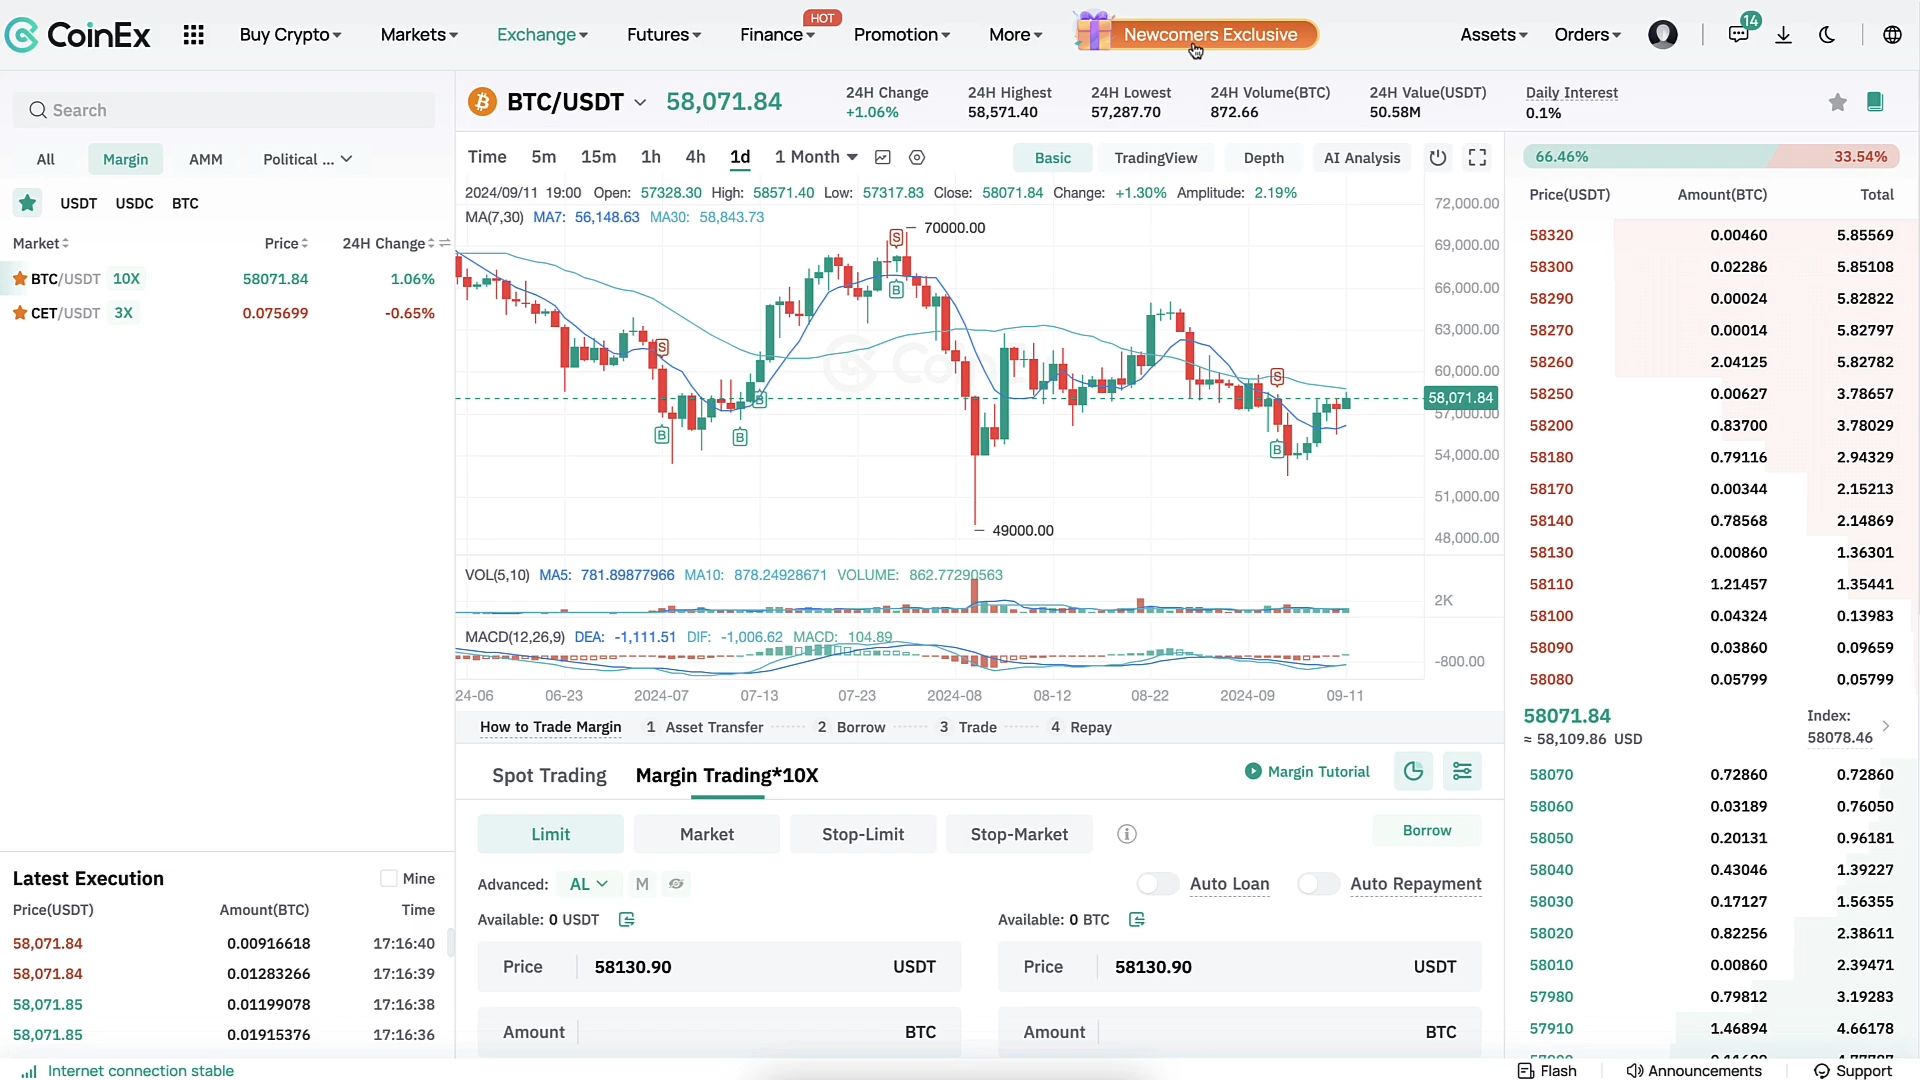 CoinEx Buy Crypto Markets Exchange Futures Finance HOT Promotion More Newcomers Exclusive Assets Orders 14
Search
All Margin AMM Political ...
USDT USDC BTC
Market Price 24H Change
BTC/USDT 10X 58071.84 1.06%
CET/USDT 3X 0.075699 -0.65%
Latest Execution Mine
Price(USDT) Amount(BTC) Time
58,071.84 0.00916618 17:16:40
58,071.84 0.01283266 17:16:39
58,071.85 0.01199078 17:16:38
58,071.85 0.01915376 17:16:36
Internet connection stable
BTC/USDT 58,071.84
24H Change 24H Highest 24H Lowest 24H Volume(BTC) 24H Value(USDT) Daily Interest
+1.06% 58,571.40 57,287.70 872.66 50.58M 0.1%
Time 5m 15m 1h 4h 1d 1 Month Basic TradingView Depth AI Analysis
2024/09/11 19:00 Open: 57328.30 High: 58571.40 Low: 57317.83 Close: 58071.84 Change: +1.30% Amplitude: 2.19%
MA(7,30) MA7: 56,148.63 MA30: 58,843.73
72,000.00
70000.00
S
69,000.00
B
66,000.00
63,000.00
S
60,000.00
S
B
58,071.84
57,000.00
B B
B
54,000.00
51,000.00
49000.00
48,000.00
VOL(5,10) MA5: 781.89877966 MA10: 878.24928671 VOLUME: 862.77290563
2K
MACD(12,26,9) DEA: -1,111.51 DIF: -1,006.62 MACD: 104.89
-800.00
24-06 06-23 2024-07 07-13 07-23 2024-08 08-12 08-22 2024-09 09-11
How to Trade Margin 1 Asset Transfer 2 Borrow 3 Trade 4 Repay
Spot Trading Margin Trading*10X Margin Tutorial
Limit Market Stop-Limit Stop-Market Borrow
Advanced: AL M Auto Loan Auto Repayment
Available: 0 USDT Available: 0 BTC
Price 58130.90 USDT Price 58130.90 USDT
Amount BTC Amount BTC
66.46% 33.54%
Price(USDT) Amount(BTC) Total
58320 0.00460 5.85569
58300 0.02286 5.85108
58290 0.00024 5.82822
58270 0.00014 5.82797
58260 2.04125 5.82782
58250 0.00627 3.78657
58200 0.83700 3.78029
58180 0.79116 2.94329
58170 0.00344 2.15213
58140 0.78568 2.14869
58130 0.00860 1.36301
58110 1.21457 1.35441
58100 0.04324 0.13983
58090 0.03860 0.09659
58080 0.05799 0.05799
58071.84 Index:
≈ 58,109.86 USD 58078.46
58070 0.72860 0.72860
58060 0.03189 0.76050
58050 0.20131 0.96181
58040 0.43046 1.39227
58030 0.17127 1.56355
58020 0.82256 2.38611
58010 0.00860 2.39471
57980 0.79812 3.19283
57910 1.46894 4.66178
Flash Announcements Support